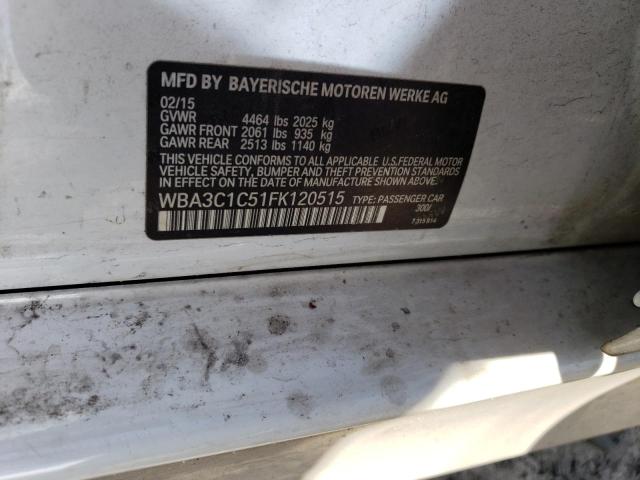 MFD BY BAYERISCHE MOTOREN WERKE AG
02/15
GVWR 4464 lbs 2025 kg
GAWR FRONT 2061 lbs 935 kg
GAWR REAR 2513 lbs 1140 kg
THIS VEHICLE CONFORMS TO ALL APPLICABLE U.S.FEDERAL MOTOR
VEHICLE SAFETY, BUMPER AND THEFT PREVENTION STANDARDS
IN EFFECT ON THE DATE OF MANUFACTURE SHOWN ABOVE.
WBA3C1C51FK120515 TYPE: PASSENGER CAR
300/
7315 814